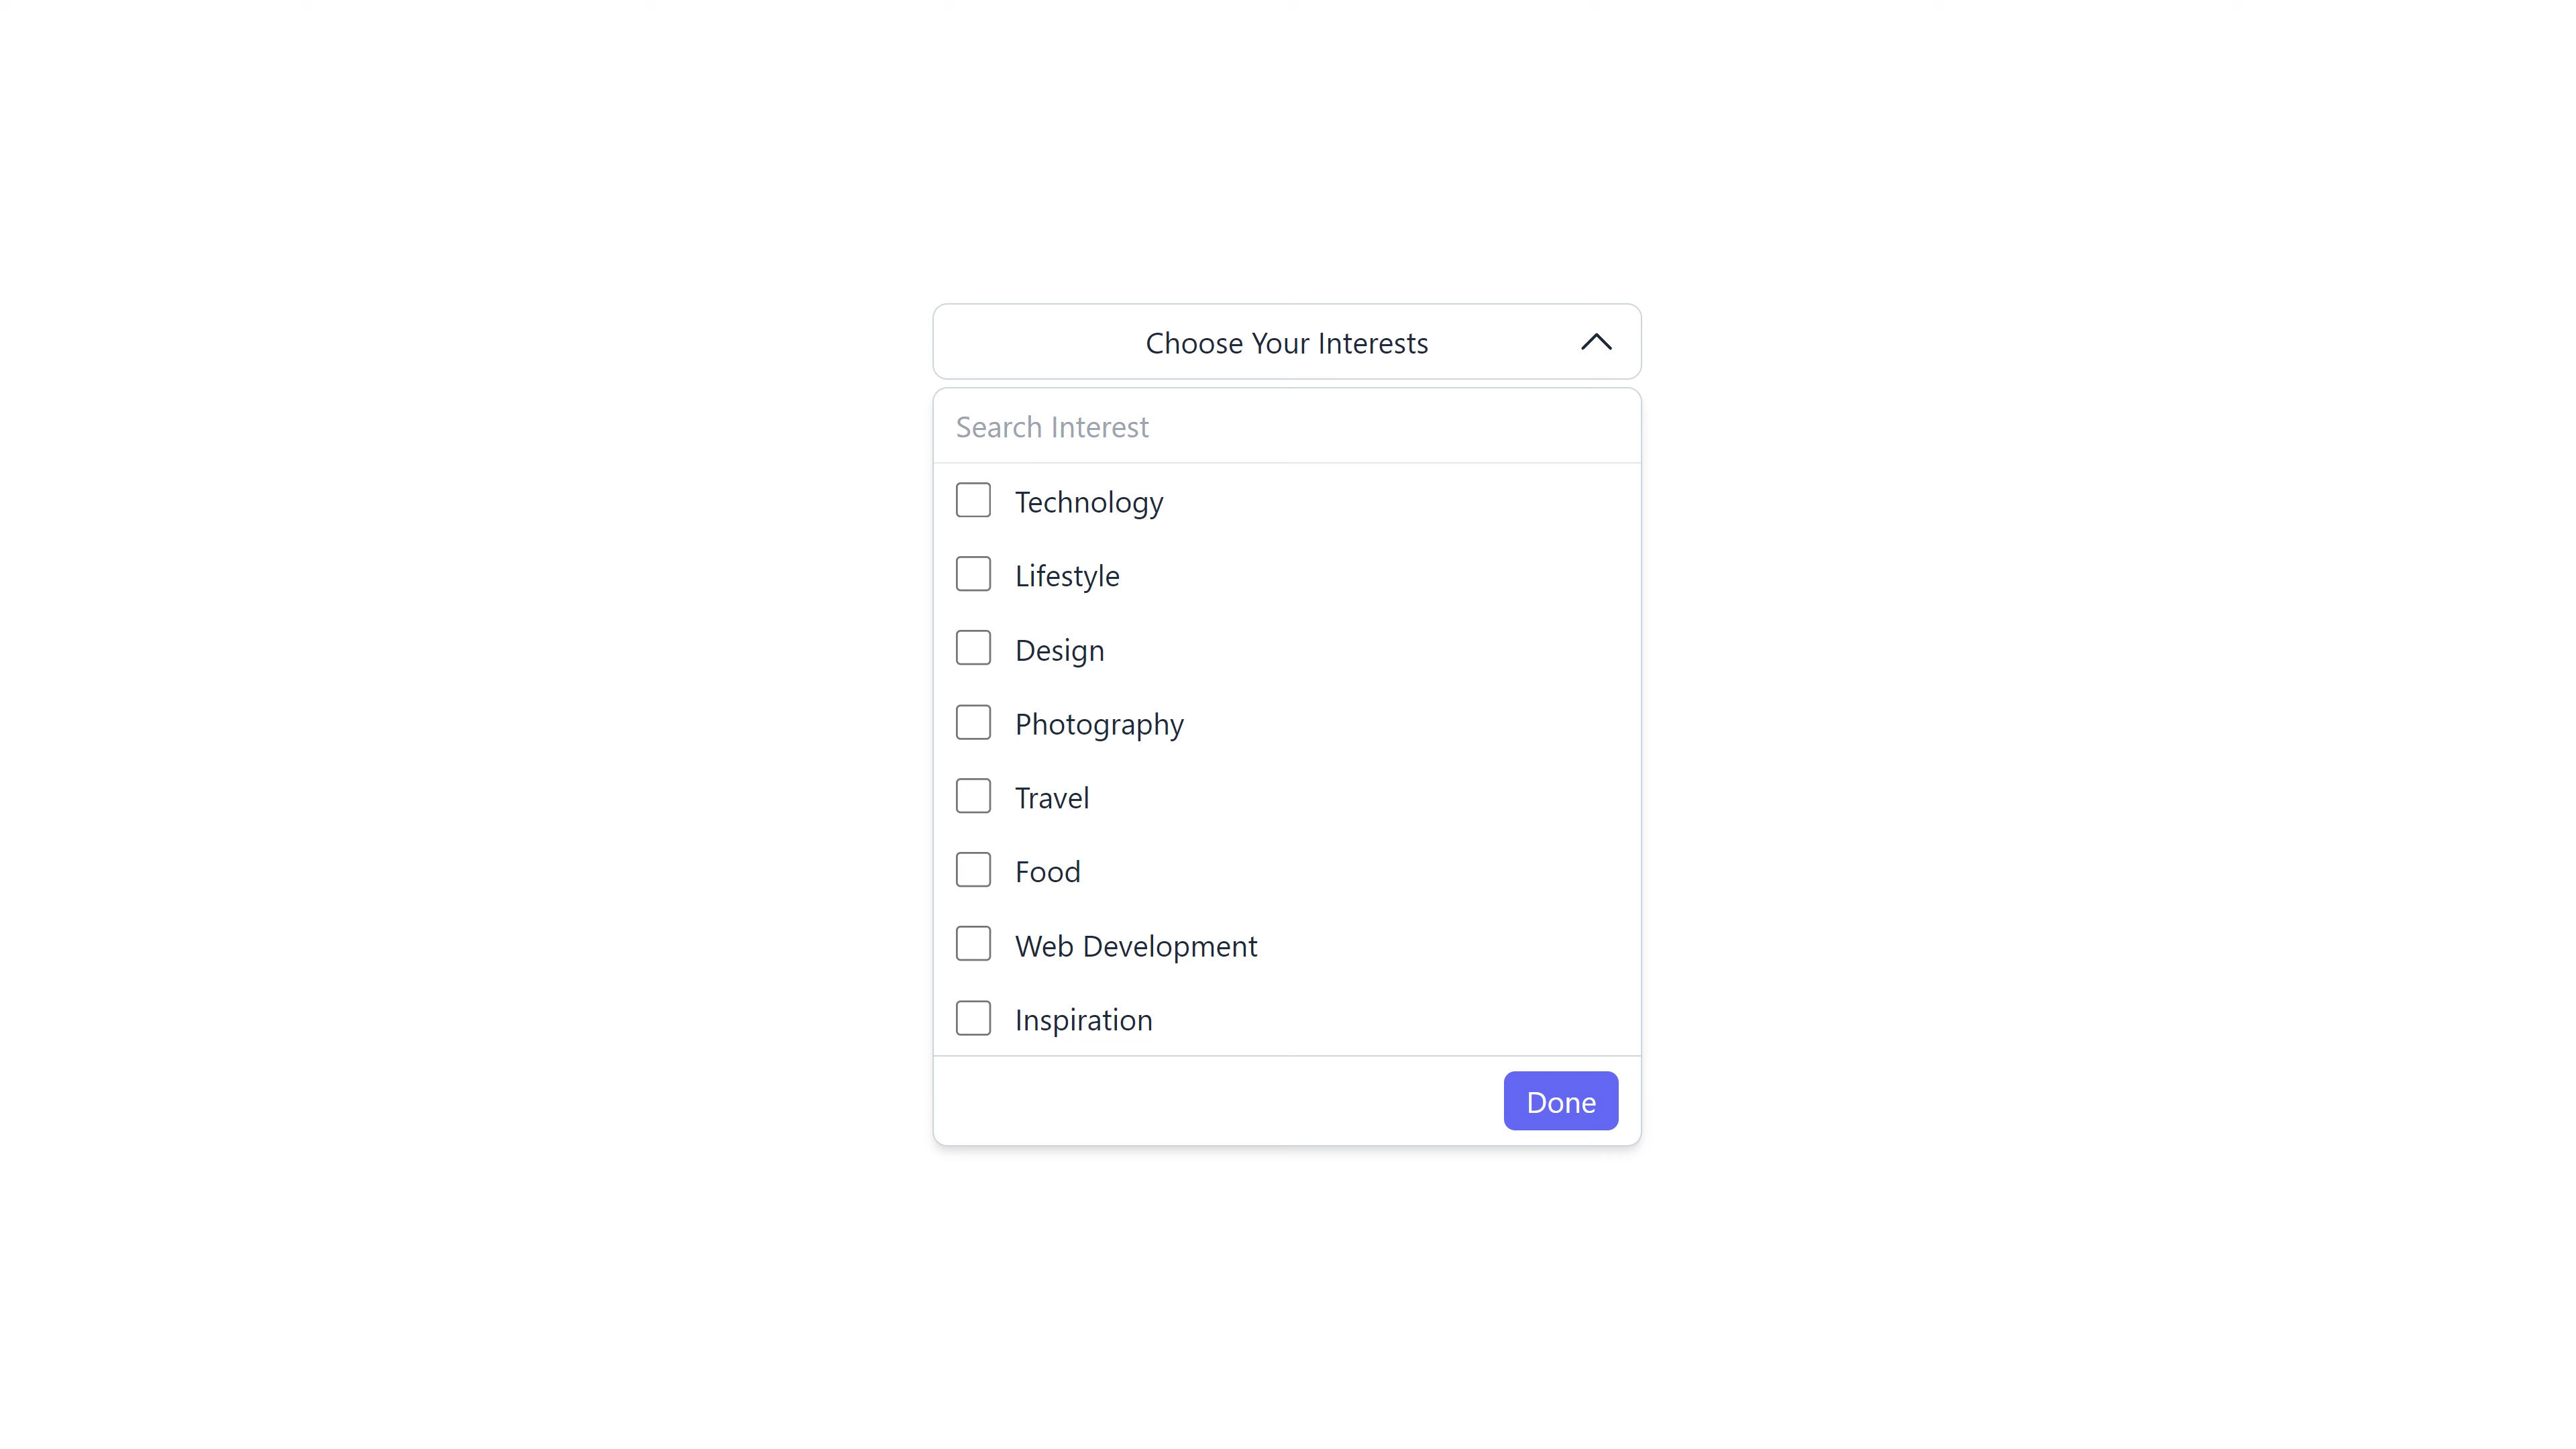 Choose Your Interests
Search Interest
Technology
Lifestyle
Design
Photography
Travel
Food
Web Development
Inspiration
Done